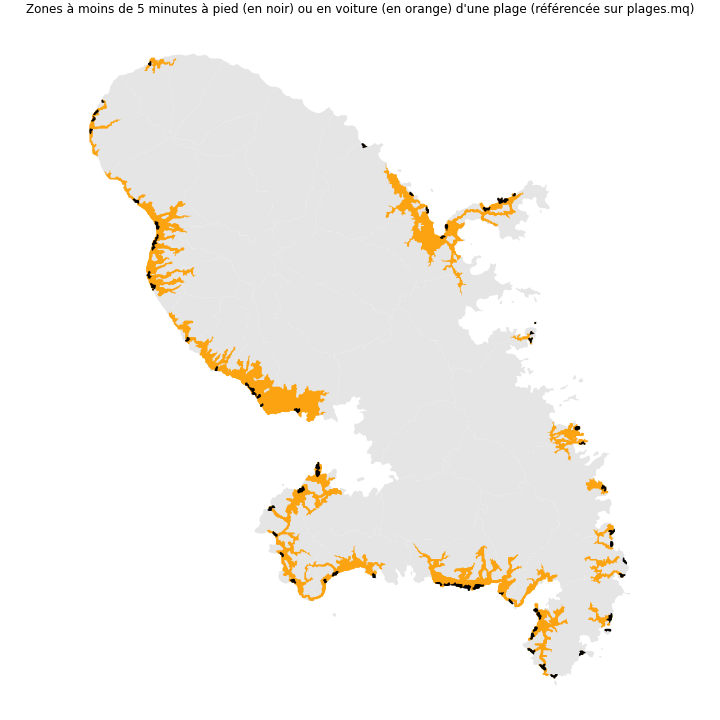 Zones à moins de 5 minutes à pied (en noir) ou en voiture (en orange) d'une plage (référencée sur plages.mq)